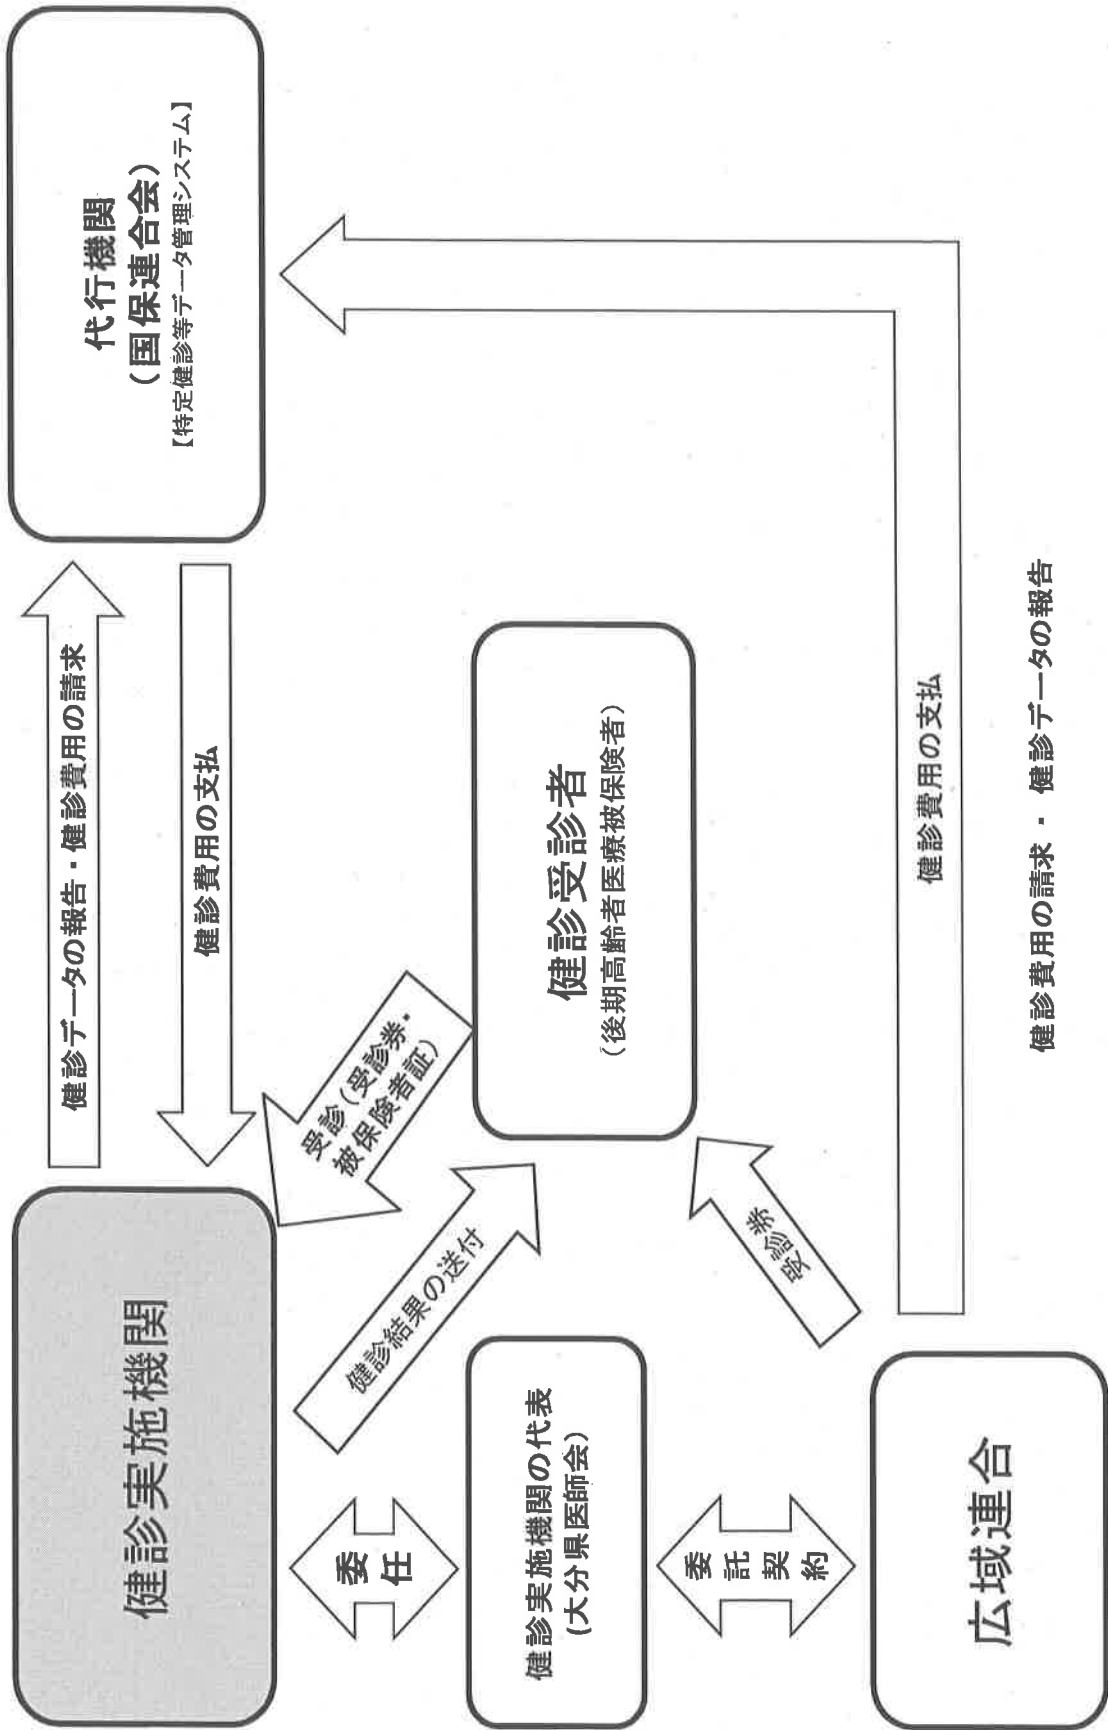 健診実施機関
健診データの報告・健診費用の請求
健診費用の支払
代行機関
(国保連合会)
【特定健診等データ管理システム】
委
任
健診結果の送付
受診(受診券・
被保険者証)
健診実施機関の代表
(大分県医師会)
健診受診者
(後期高齢者医療被保険者)
委
託
契
約
受診券
広域連合
健診費用の支払
健診費用の請求 ・ 健診データの報告